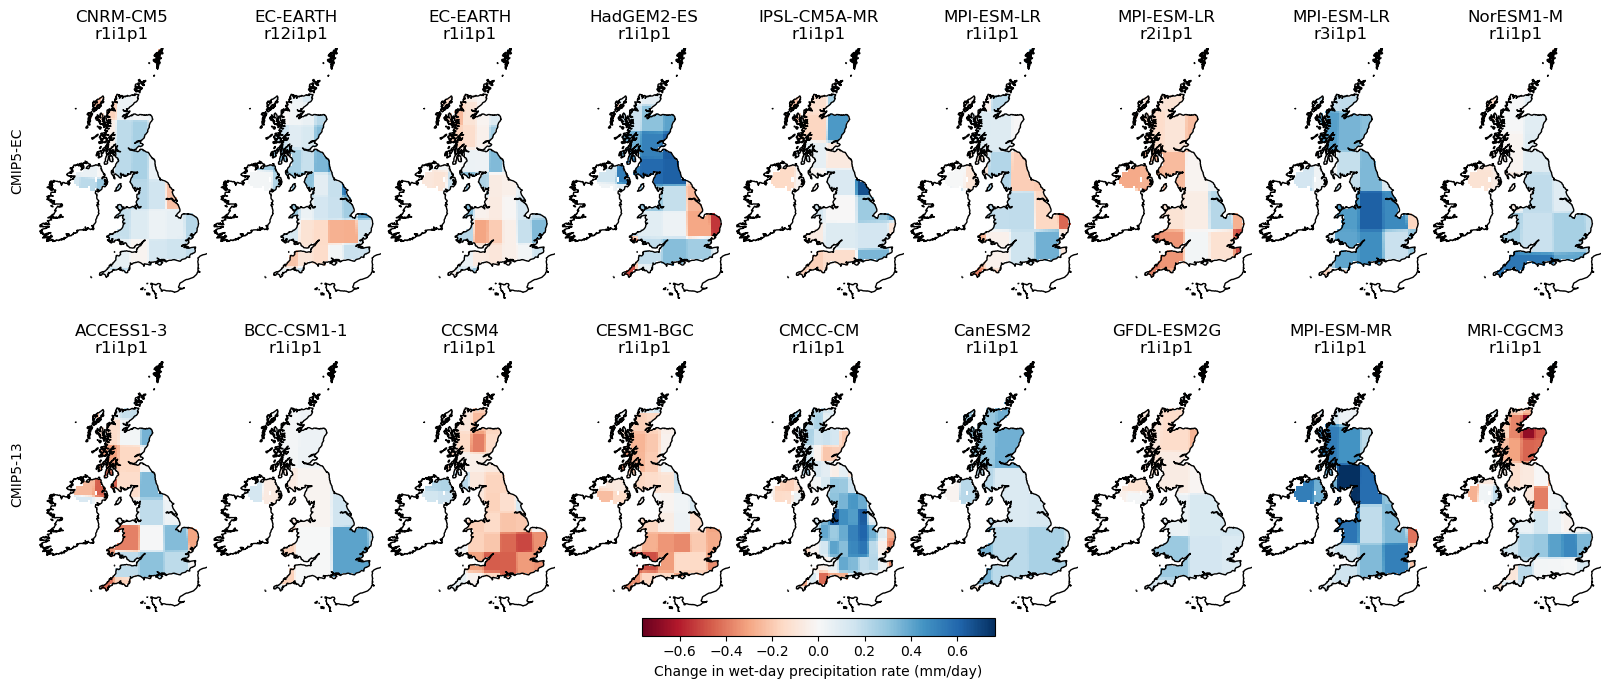 CNRM-CM5
r1i1p1
EC-EARTH
r12i1p1
EC-EARTH
r1i1p1
HadGEM2-ES
r1i1p1
IPSL-CM5A-MR
r1i1p1
MPI-ESM-LR
r1i1p1
MPI-ESM-LR
r2i1p1
MPI-ESM-LR
r3i1p1
NorESM1-M
r1i1p1
CMIP5-EC
ACCESS1-3
r1i1p1
BCC-CSM1-1
r1i1p1
CCSM4
r1i1p1
CESM1-BGC
r1i1p1
CMCC-CM
r1i1p1
CanESM2
r1i1p1
GFDL-ESM2G
r1i1p1
MPI-ESM-MR
r1i1p1
MRI-CGCM3
r1i1p1
CMIP5-13
−0.6 −0.4 −0.2 0.0 0.2 0.4 0.6
Change in wet-day precipitation rate (mm/day)